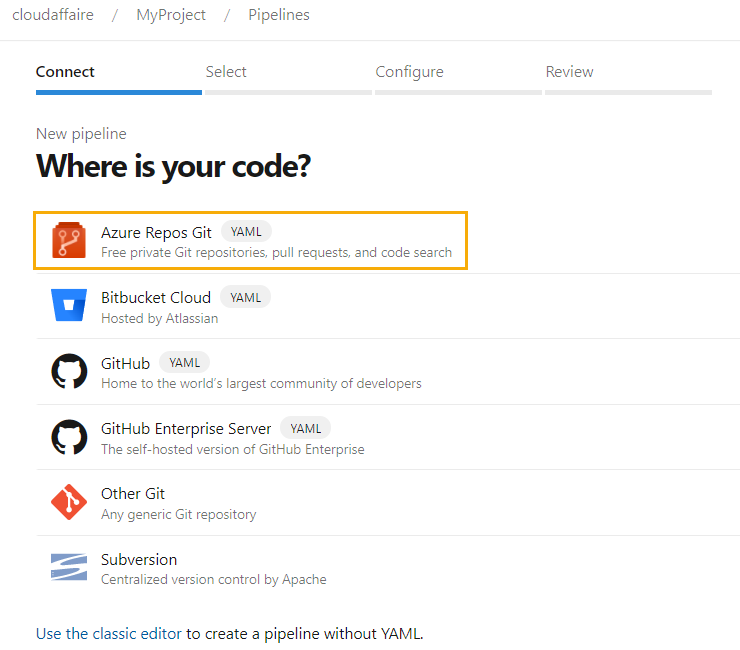 cloudaffaire / MyProject / Pipelines
Connect Select Configure Review
New pipeline
Where is your code?
Azure Repos Git YAML
Free private Git repositories, pull requests, and code search
Bitbucket Cloud YAML
Hosted by Atlassian
GitHub YAML
Home to the world's largest community of developers
GitHub Enterprise Server YAML
The self-hosted version of GitHub Enterprise
Other Git
Any generic Git repository
Subversion
Centralized version control by Apache
Use the classic editor to create a pipeline without YAML.